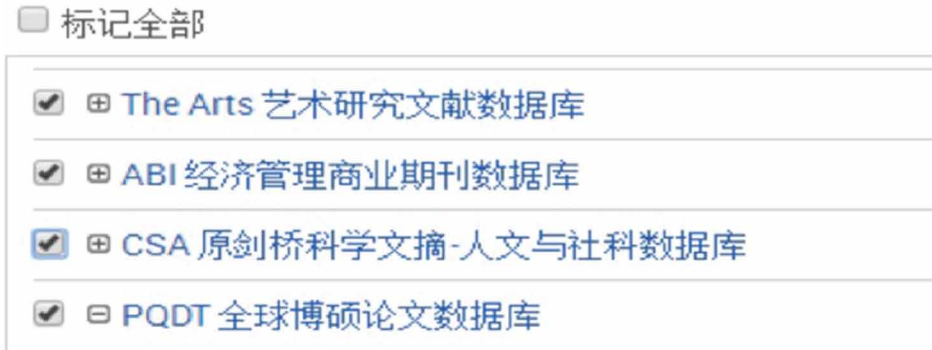 标记全部
The Arts 艺术研究文献数据库
ABI 经济管理商业期刊数据库
CSA 原剑桥科学文摘-人文与社科数据库
PQDT 全球博硕论文数据库